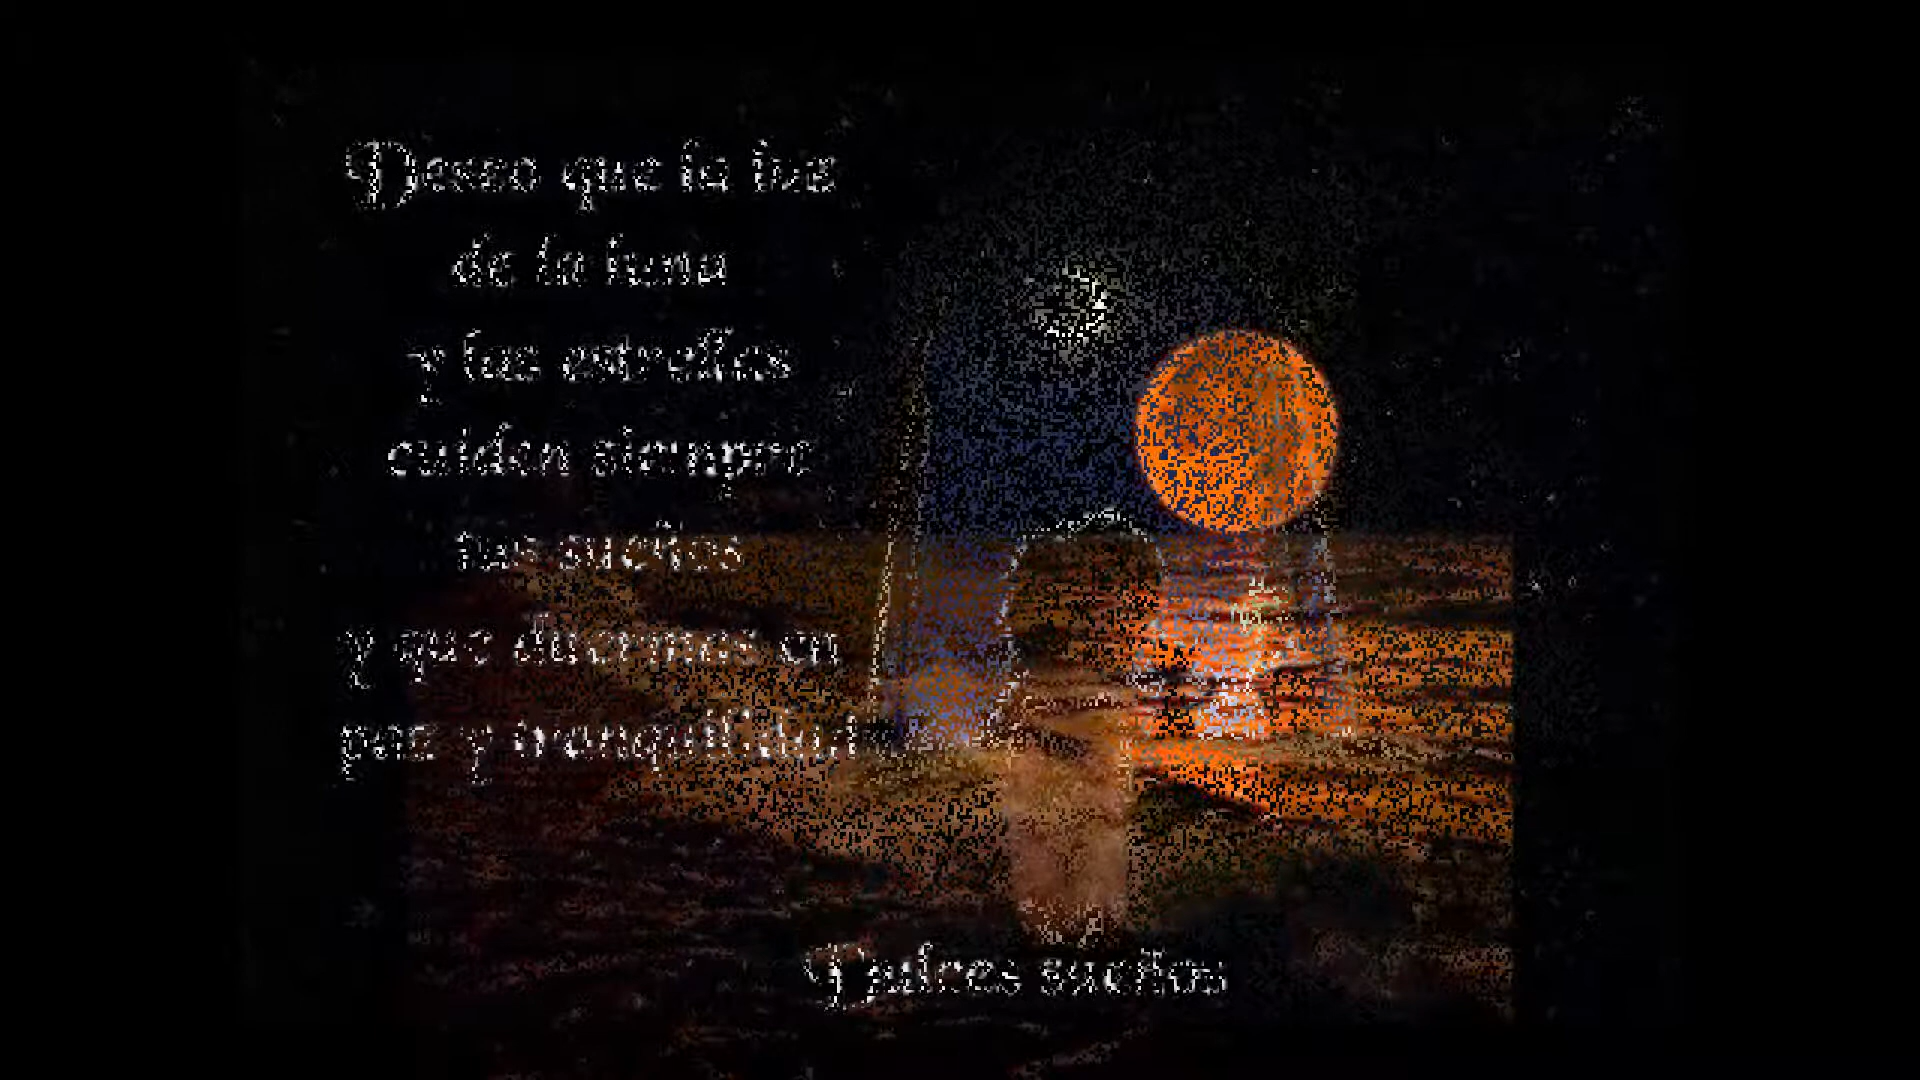 Deseo que la luz
de la luna
y las estrellas
cuiden siempre
tus sueños
y que duermas en
paz y tranquilidad
Dulces sueños